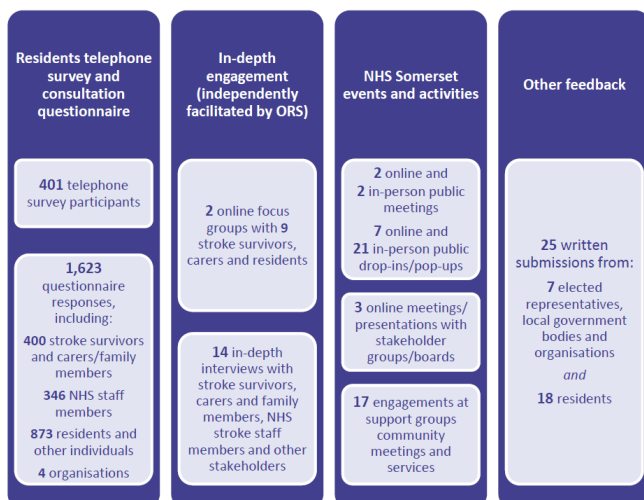 Residents telephone
survey and
consultation
questionnaire
401 telephone
survey participants
1,623
questionnaire
responses,
including:
400 stroke survivors
and carers/family
members
346 NHS staff
members
873 residents and
other individuals
4 organisations
In-depth
engagement
(independently
facilitated by ORS)
2 online focus
groups with 9
stroke survivors,
carers and residents
14 in-depth
interviews with
stroke survivors,
carers and family
members, NHS
stroke staff
members and other
stakeholders
NHS Somerset
events and activities
2 online and
2 in-person public
meetings
7 online and
21 in-person public
drop-ins/pop-ups
3 online meetings/
presentations with
stakeholder
groups/boards
17 engagements at
support groups
community
meetings and
services
Other feedback
25 written
submissions from:
7 elected
representatives,
local government
bodies and
organisations
and
18 residents